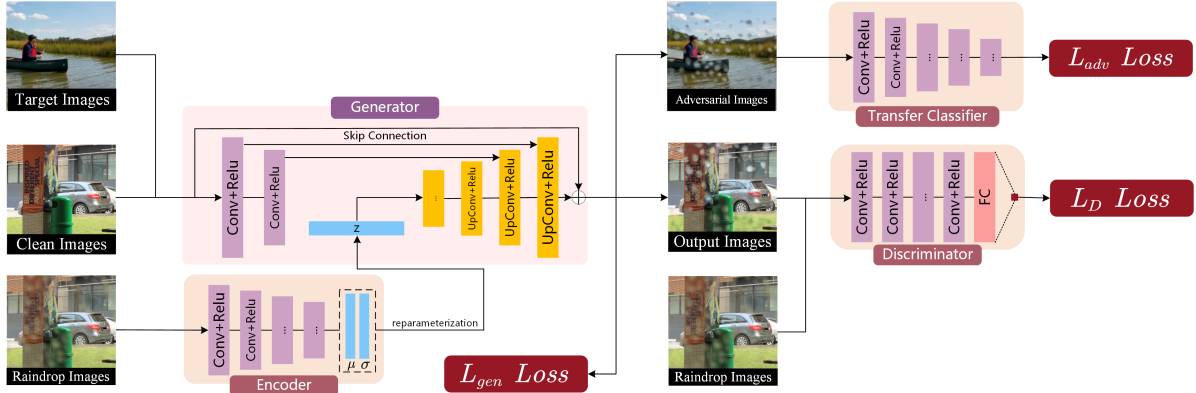 Target Images
Clean Images
Raindrop Images
Generator
Skip Connection
Conv+Relu
Conv+Relu
z
...
UpConv+Relu
UpConv+Relu
UpConv+Relu
Conv+Relu
Conv+Relu
...
...
μ σ
Encoder
reparameterization
L_gen Loss
Adversarial Images
Output Images
Raindrop Images
Conv+Relu
Conv+Relu
...
...
...
Transfer Classifier
L_adv Loss
Conv+Relu
Conv+Relu
...
Conv+Relu
FC
Discriminator
L_D Loss